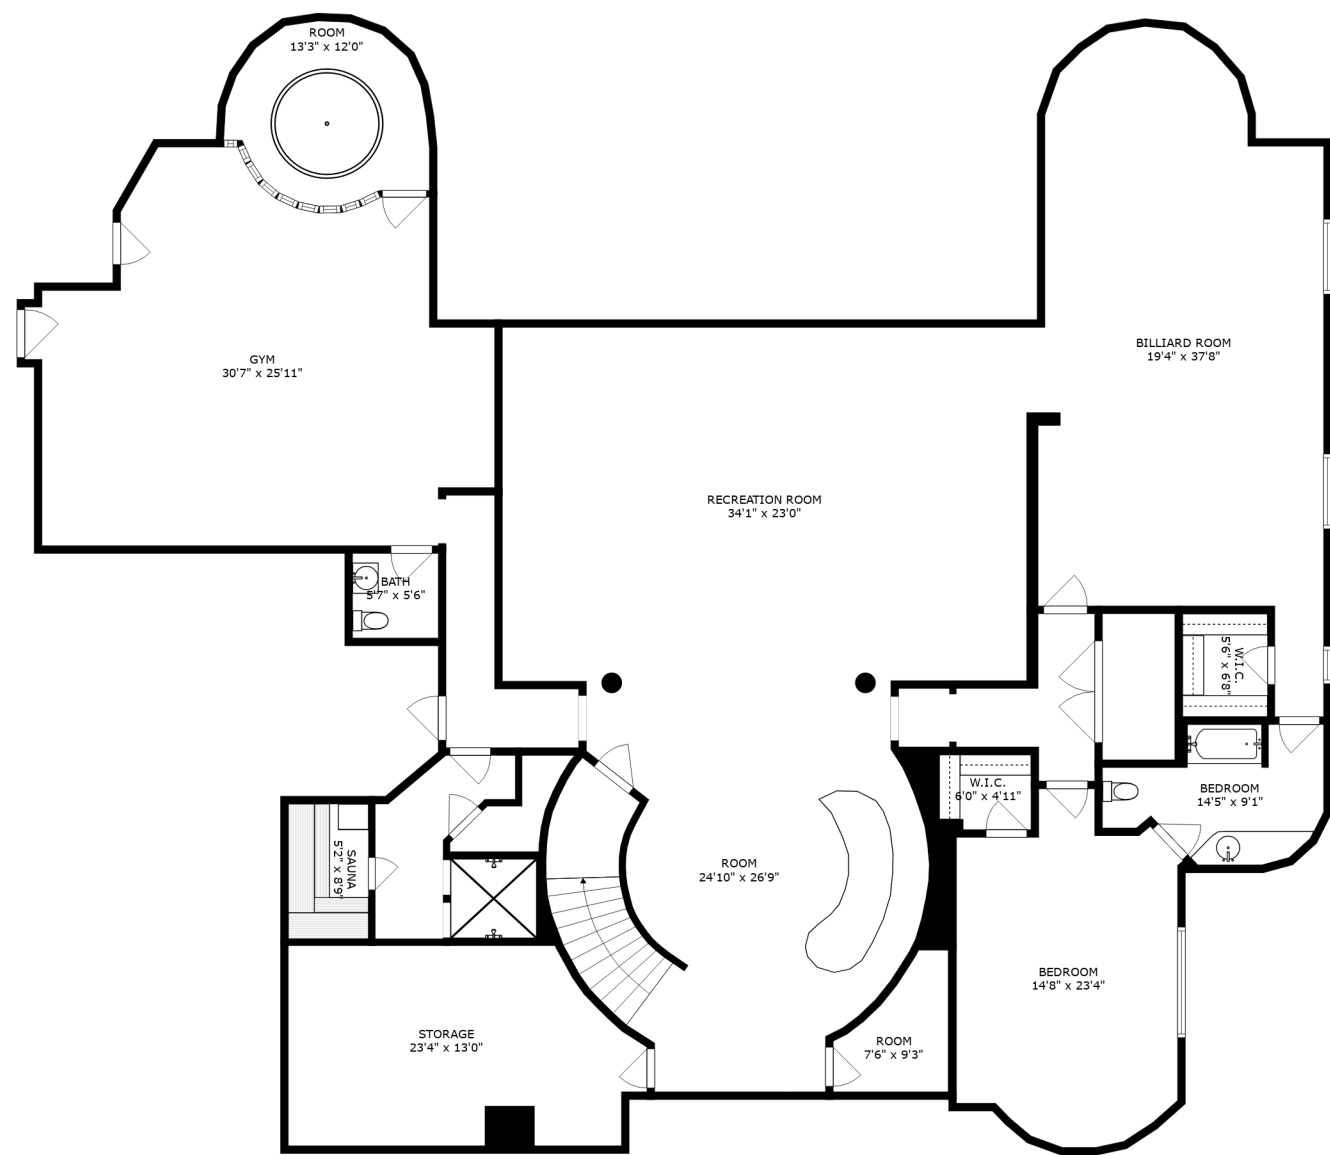 ROOM
13'3" x 12'0"
GYM
30'7" x 25'11"
BILLIARD ROOM
19'4" x 37'8"
RECREATION ROOM
34'1" x 23'0"
BATH
5'7" x 5'6"
W.I.C.
5'6" x 6'8"
W.I.C.
6'0" x 4'11"
BEDROOM
14'5" x 9'1"
SAUNA
5'2" x 8'9"
ROOM
24'10" x 26'9"
BEDROOM
14'8" x 23'4"
STORAGE
23'4" x 13'0"
ROOM
7'6" x 9'3"